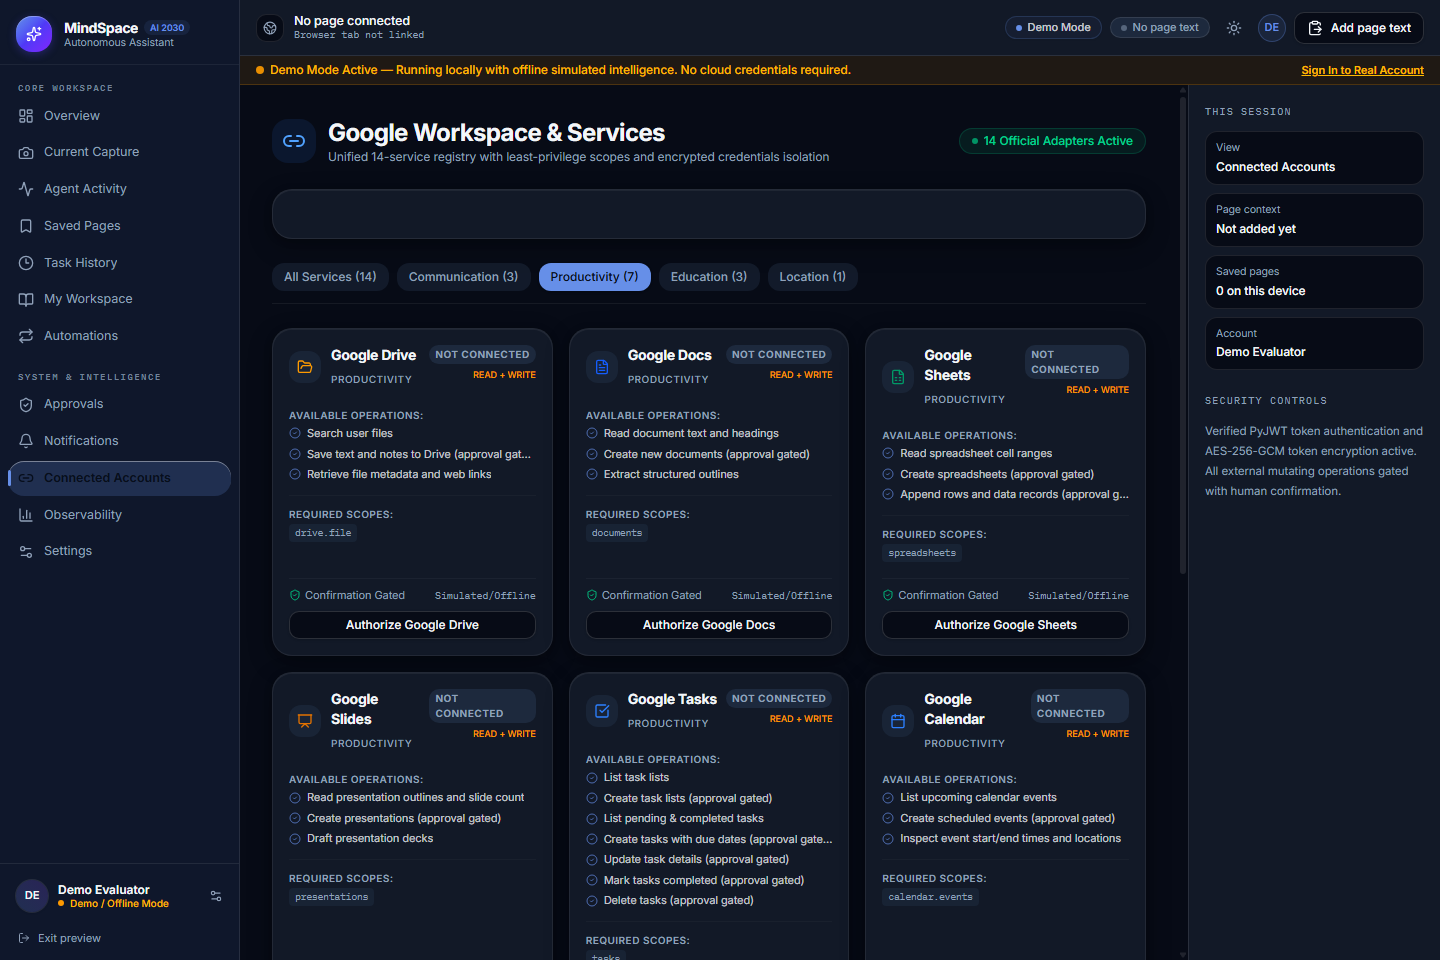 MindSpace AI 2030
Autonomous Assistant
CORE WORKSPACE
Overview
Current Capture
Agent Activity
Saved Pages
Task History
My Workspace
Automations
SYSTEM & INTELLIGENCE
Approvals
Notifications
Connected Accounts
Observability
Settings
DE
Demo Evaluator
Demo / Offline Mode
Exit preview
No page connected
Browser tab not linked
Demo Mode
No page text
DE
Add page text
Demo Mode Active — Running locally with offline simulated intelligence. No cloud credentials required.
Sign In to Real Account
Google Workspace & Services
Unified 14-service registry with least-privilege scopes and encrypted credentials isolation
14 Official Adapters Active
All Services (14)
Communication (3)
Productivity (7)
Education (3)
Location (1)
Google Drive
NOT CONNECTED
PRODUCTIVITY
READ + WRITE
AVAILABLE OPERATIONS:
Search user files
Save text and notes to Drive (approval gat...
Retrieve file metadata and web links
REQUIRED SCOPES:
drive.file
Confirmation Gated
Simulated/Offline
Authorize Google Drive
Google Docs
NOT CONNECTED
PRODUCTIVITY
READ + WRITE
AVAILABLE OPERATIONS:
Read document text and headings
Create new documents (approval gated)
Extract structured outlines
REQUIRED SCOPES:
documents
Confirmation Gated
Simulated/Offline
Authorize Google Docs
Google
Sheets
NOT
CONNECTED
PRODUCTIVITY
READ + WRITE
AVAILABLE OPERATIONS:
Read spreadsheet cell ranges
Create spreadsheets (approval gated)
Append rows and data records (approval g...
REQUIRED SCOPES:
spreadsheets
Confirmation Gated
Simulated/Offline
Authorize Google Sheets
Google
Slides
NOT
CONNECTED
PRODUCTIVITY
READ + WRITE
AVAILABLE OPERATIONS:
Read presentation outlines and slide count
Create presentations (approval gated)
Draft presentation decks
REQUIRED SCOPES:
presentations
Google Tasks
NOT CONNECTED
PRODUCTIVITY
READ + WRITE
AVAILABLE OPERATIONS:
List task lists
Create task lists (approval gated)
List pending & completed tasks
Create tasks with due dates (approval gate...
Update task details (approval gated)
Mark tasks completed (approval gated)
Delete tasks (approval gated)
REQUIRED SCOPES:
tasks
Google
Calendar
NOT
CONNECTED
PRODUCTIVITY
READ + WRITE
AVAILABLE OPERATIONS:
List upcoming calendar events
Create scheduled events (approval gated)
Inspect event start/end times and locations
REQUIRED SCOPES:
calendar.events
THIS SESSION
View
Connected Accounts
Page context
Not added yet
Saved pages
0 on this device
Account
Demo Evaluator
SECURITY CONTROLS
Verified PyJWT token authentication and
AES-256-GCM token encryption active.
All external mutating operations gated
with human confirmation.